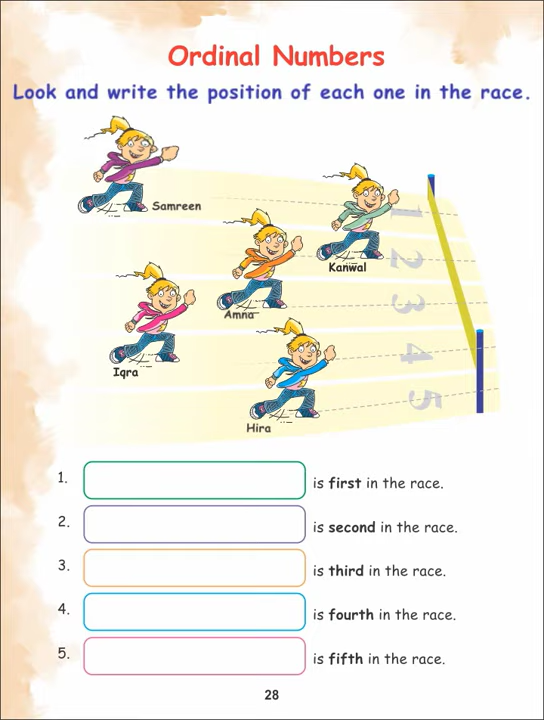 Ordinal Numbers
Look and write the position of each one in the race.
Samreen
Kanwal
Amna
Iqra
Hira
1
2
3
4
5
1. is first in the race.
2. is second in the race.
3. is third in the race.
4. is fourth in the race.
5. is fifth in the race.
28